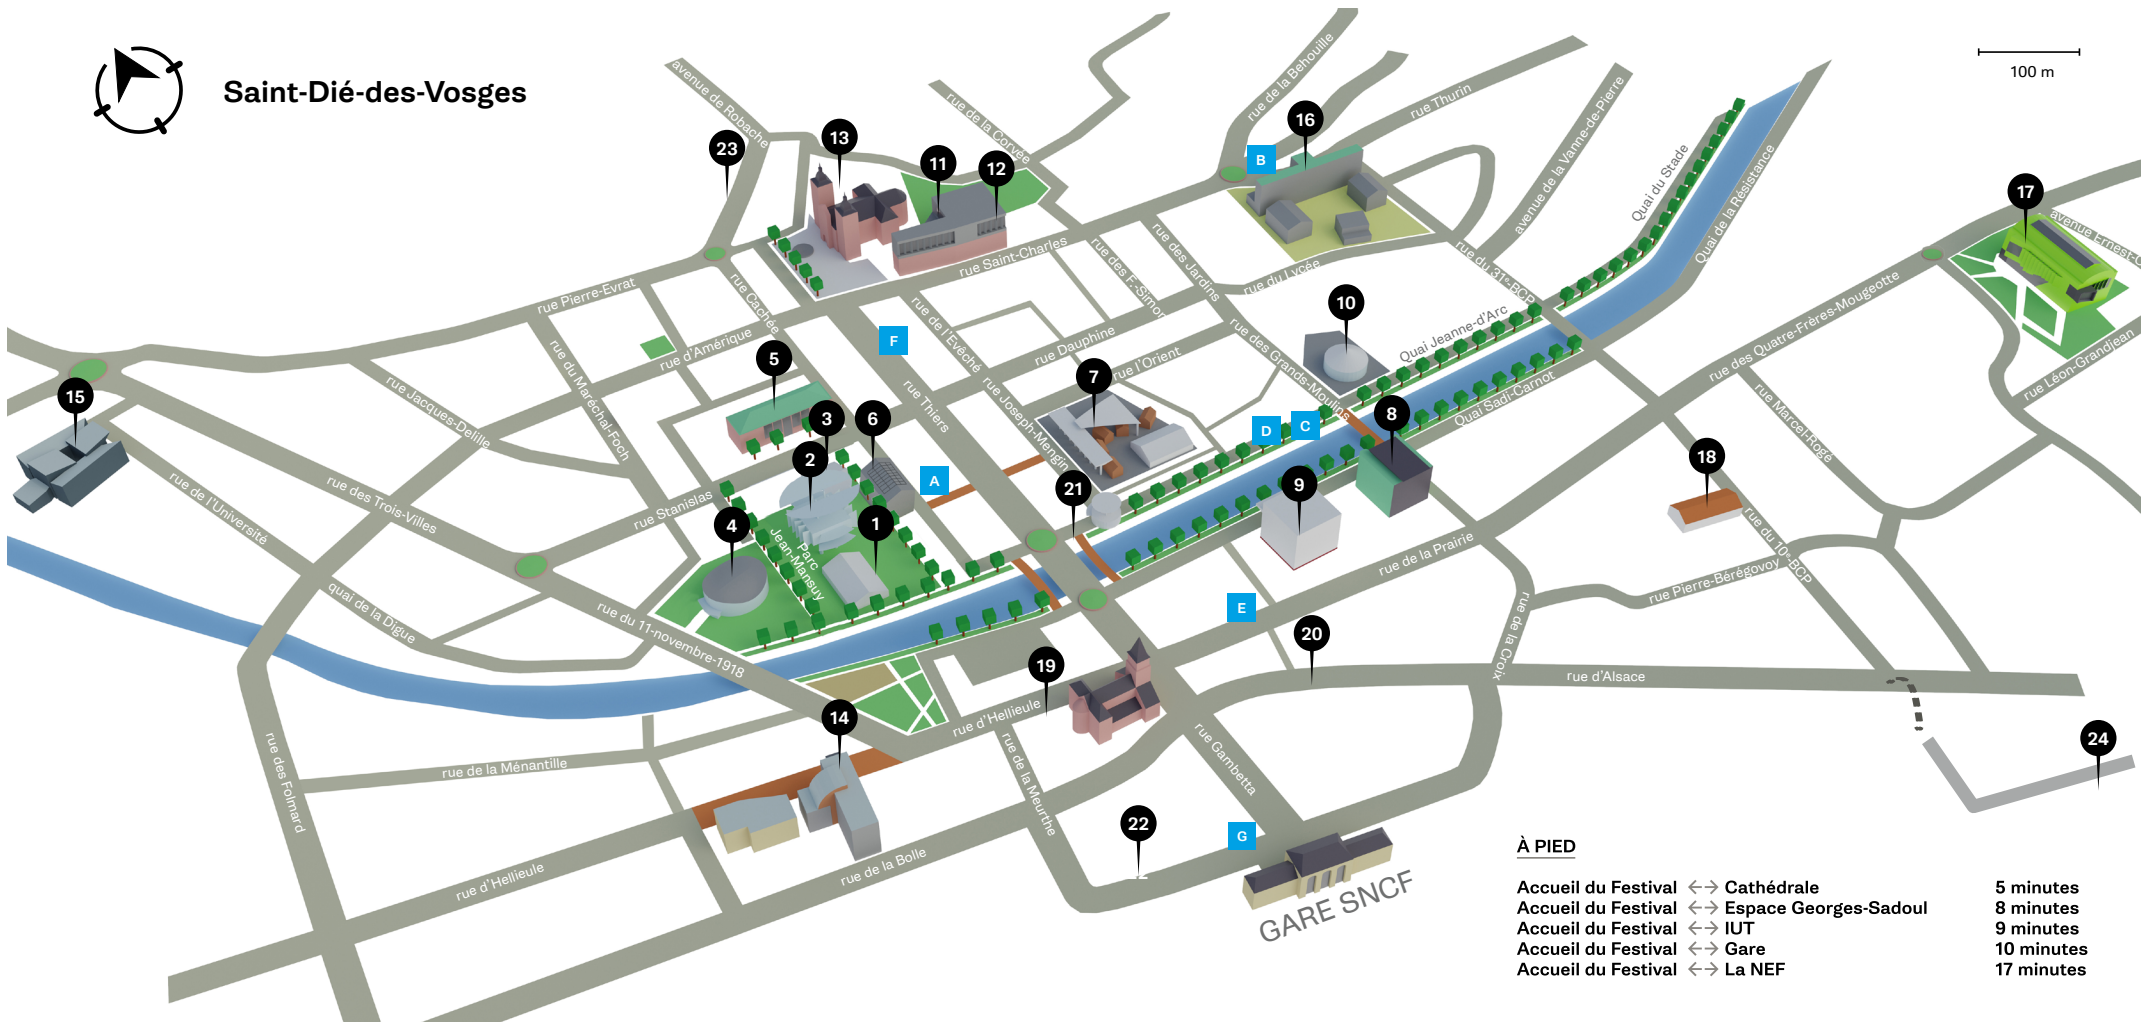 Saint-Dié-des-Vosges
100 m
avenue de Robache
rue de la Corvée
rue de la Behouille
rue Thurin
avenue de la Vanne-de-Pierre
Quai du Stade
Quai de la Résistance
23
13
11
12
16
B
17
avenue Ernest-C
rue Saint-Charles
rue des F.-Simon
rue des Jardins
rue du Lycée
rue du 31e-BCP
rue Pierre-Evrat
rue Cachée
rue de l'Evêché
F
10
Quai Jeanne-d'Arc
rue des Quatre-Frères-Mougeotte
rue Léon-Grandjean
rue d'Amérique
rue Dauphine
rue l'Orient
rue des Grands-Moulins
Quai Sadi-Carnot
rue Marcel-Rogé
15
rue Jacques-Delille
rue du Maréchal-Foch
5
3
6
rue Thiers
rue Joseph-Mengin
7
D
C
8
18
rue de l'Université
rue des Trois-Villes
rue Stanislas
2
A
21
9
4
1
Parc
Jean-Mansuy
rue de la Prairie
rue du 10e-BCP
rue Pierre-Bérégovoy
quai de la Digue
rue du 11-novembre-1918
E
20
rue de la Croix
rue d'Alsace
19
14
rue d'Hellieule
rue de la Meurthe
rue Gambetta
24
rue des Folmard
rue de la Ménantille
22
G
rue d'Hellieule
rue de la Bolle
GARE SNCF
À PIED
Accueil du Festival ←→ Cathédrale 5 minutes
Accueil du Festival ←→ Espace Georges-Sadoul 8 minutes
Accueil du Festival ←→ IUT 9 minutes
Accueil du Festival ←→ Gare 10 minutes
Accueil du Festival ←→ La NEF 17 minutes